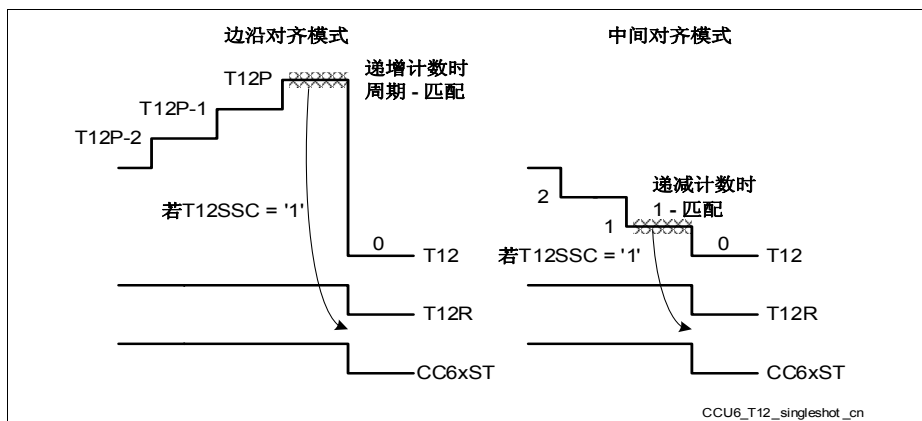 边沿对齐模式
T12P
递增计数时
周期 - 匹配
T12P-1
T12P-2
若T12SSC = '1'
0
T12
T12R
CC6xST
中间对齐模式
2
递减计数时
1 - 匹配
1
若T12SSC = '1'
0
T12
T12R
CC6xST
CCU6_T12_singleshot_cn